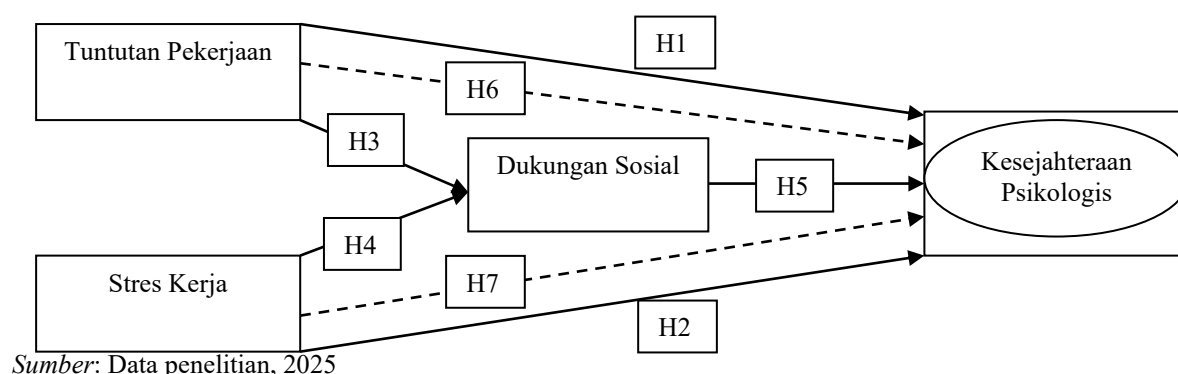 H1
Tuntutan Pekerjaan
H6
H3
Dukungan Sosial
Kesejahteraan
Psikologis
H5
H4
Stres Kerja
H7
H2
Sumber: Data penelitian, 2025